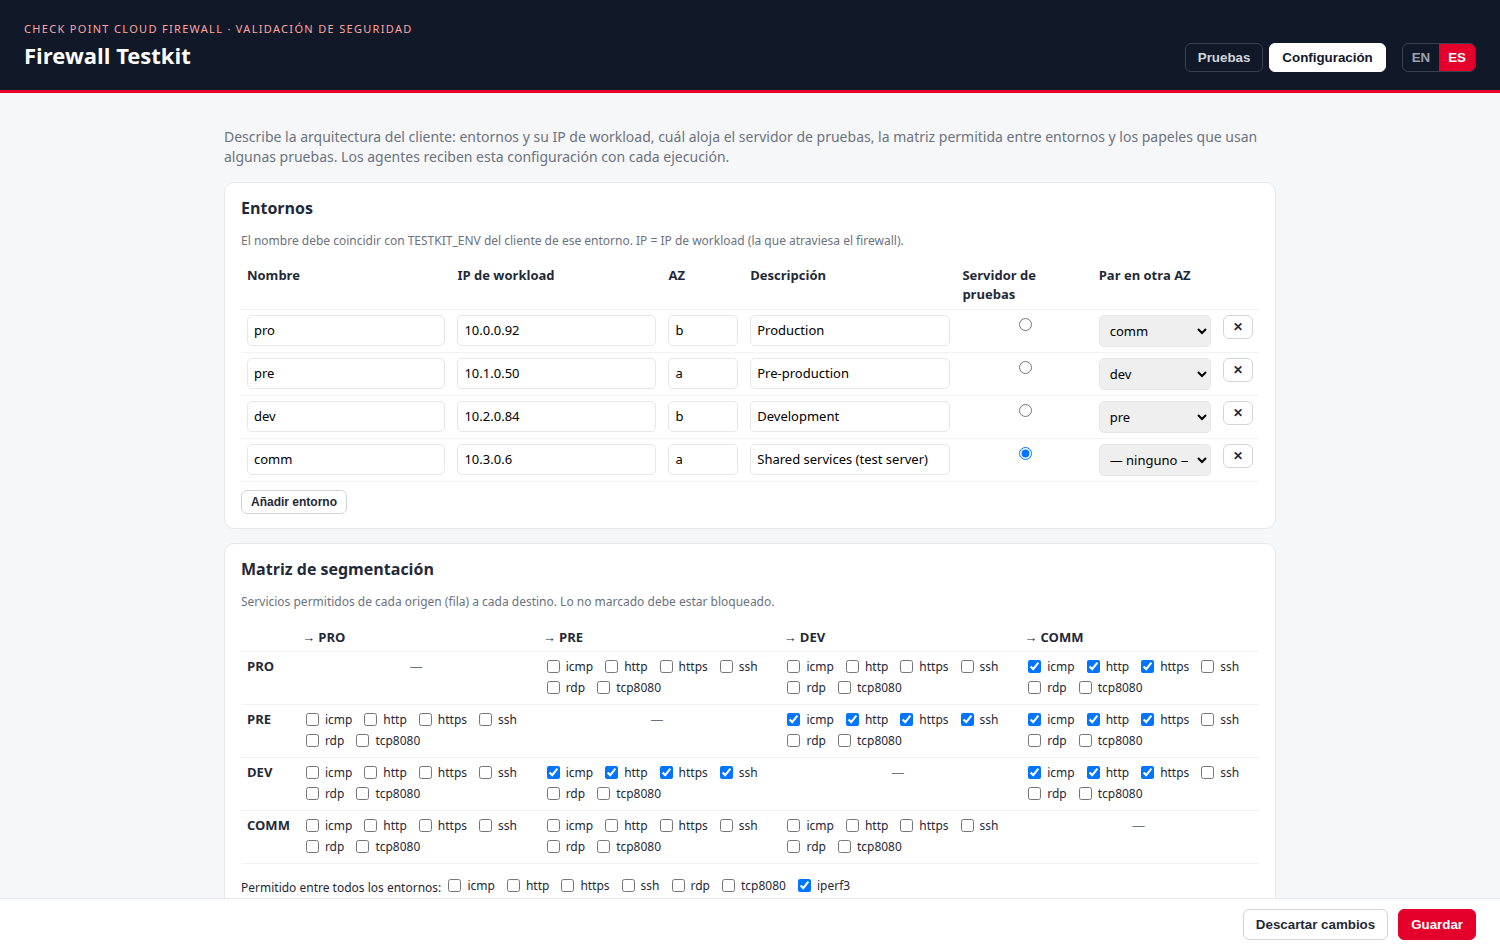 CHECK POINT CLOUD FIREWALL · VALIDACIÓN DE SEGURIDAD
Firewall Testkit
Pruebas
Configuración
EN
ES
Describe la arquitectura del cliente: entornos y su IP de workload, cuál aloja el servidor de pruebas, la matriz permitida entre entornos y los papeles que usan
algunas pruebas. Los agentes reciben esta configuración con cada ejecución.
Entornos
El nombre debe coincidir con TESTKIT_ENV del cliente de ese entorno. IP = IP de workload (la que atraviesa el firewall).
Nombre IP de workload AZ Descripción Servidor de pruebas Par en otra AZ
pro 10.0.0.92 b Production comm ✕
pre 10.1.0.50 a Pre-production dev ✕
dev 10.2.0.84 b Development pre ✕
comm 10.3.0.6 a Shared services (test server) — ninguno — ✕
Añadir entorno
Matriz de segmentación
Servicios permitidos de cada origen (fila) a cada destino. Lo no marcado debe estar bloqueado.
→ PRO → PRE → DEV → COMM
PRO — icmp http https ssh icmp http https ssh icmp http https ssh
rdp tcp8080 rdp tcp8080 rdp tcp8080
PRE icmp http https ssh — icmp http https ssh icmp http https ssh
rdp tcp8080 rdp tcp8080 rdp tcp8080
DEV icmp http https ssh icmp http https ssh — icmp http https ssh
rdp tcp8080 rdp tcp8080 rdp tcp8080
COMM icmp http https ssh icmp http https ssh icmp http https ssh —
rdp tcp8080 rdp tcp8080 rdp tcp8080
Permitido entre todos los entornos: icmp http https ssh rdp tcp8080 iperf3
Descartar cambios
Guardar